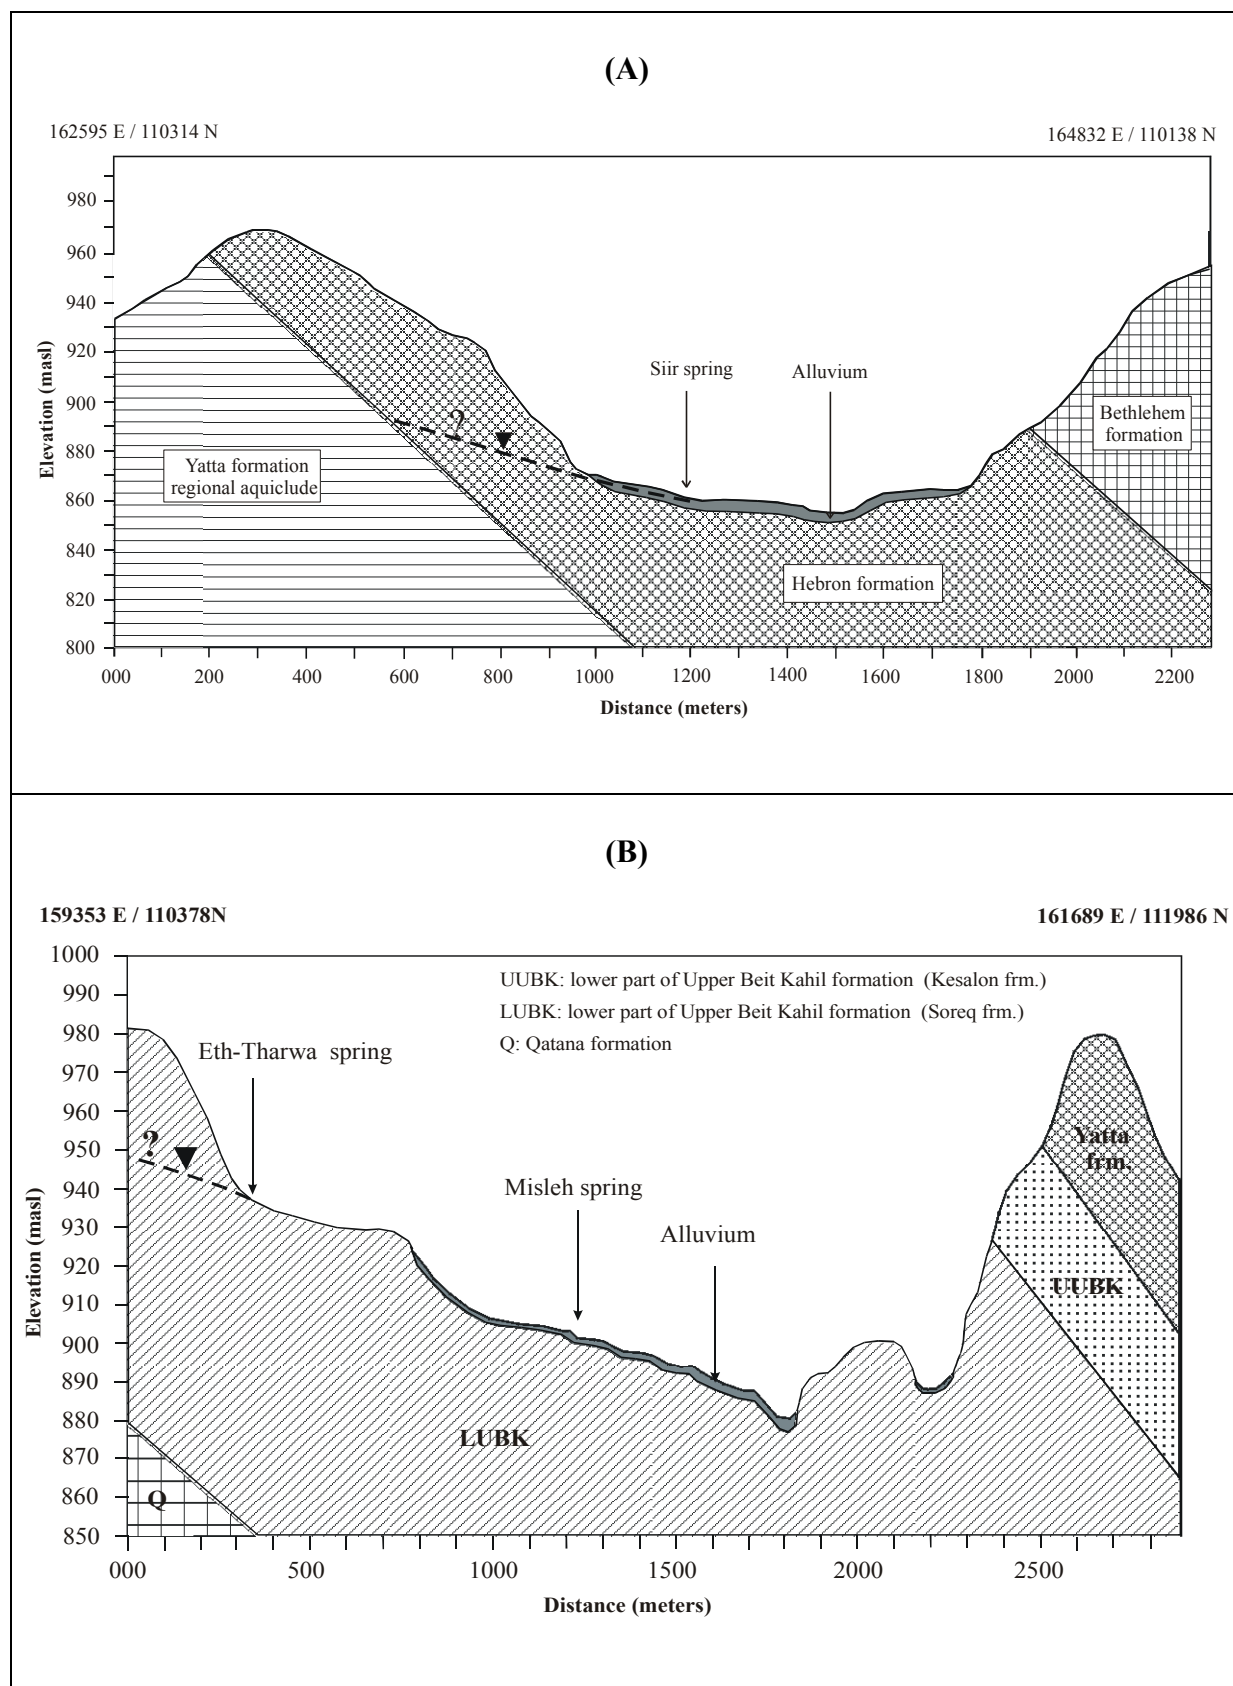 (A)
162595 E / 110314 N
164832 E / 110138 N
980
960
940
920
900
880
860
840
820
800
Elevation (masl)
?
Siir spring
Alluvium
Bethlehem
formation
Yatta formation
regional aquiclude
Hebron formation
000 200 400 600 800 1000 1200 1400 1600 1800 2000 2200
Distance (meters)
(B)
159353 E / 110378N
161689 E / 111986 N
1000
990
980
970
960
950
940
930
920
910
900
890
880
870
860
850
Elevation (masl)
UUBK: lower part of Upper Beit Kahil formation (Kesalon frm.)
LUBK: lower part of Upper Beit Kahil formation (Soreq frm.)
Q: Qatana formation
Eth-Tharwa spring
?
Misleh spring
Alluvium
Yatta
frm.
UUBK
LUBK
Q
000 500 1000 1500 2000 2500
Distance (meters)